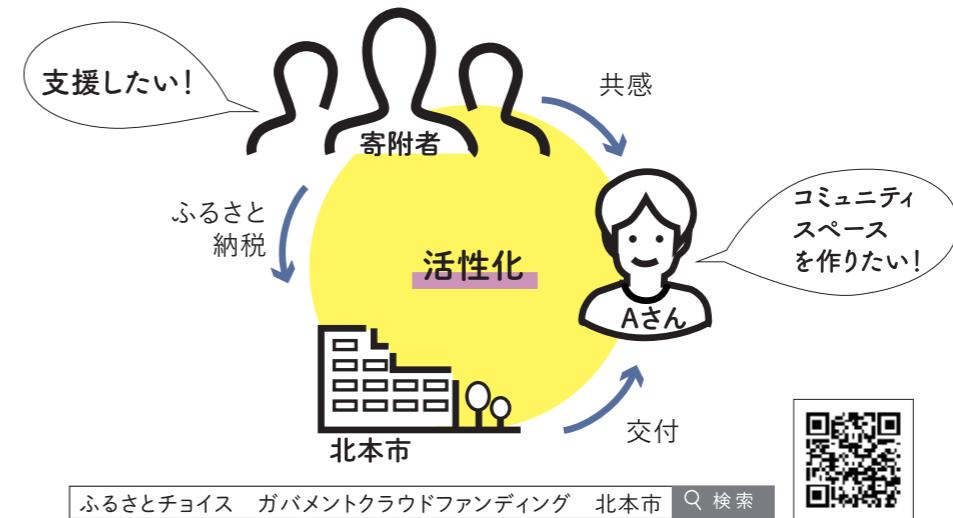 支援したい！
寄附者
共感
ふるさと
納税
コミュニティ
スペース
を作りたい！
活性化
Aさん
北本市
交付
ふるさとチョイス　ガバメントクラウドファンディング　北本市 検索